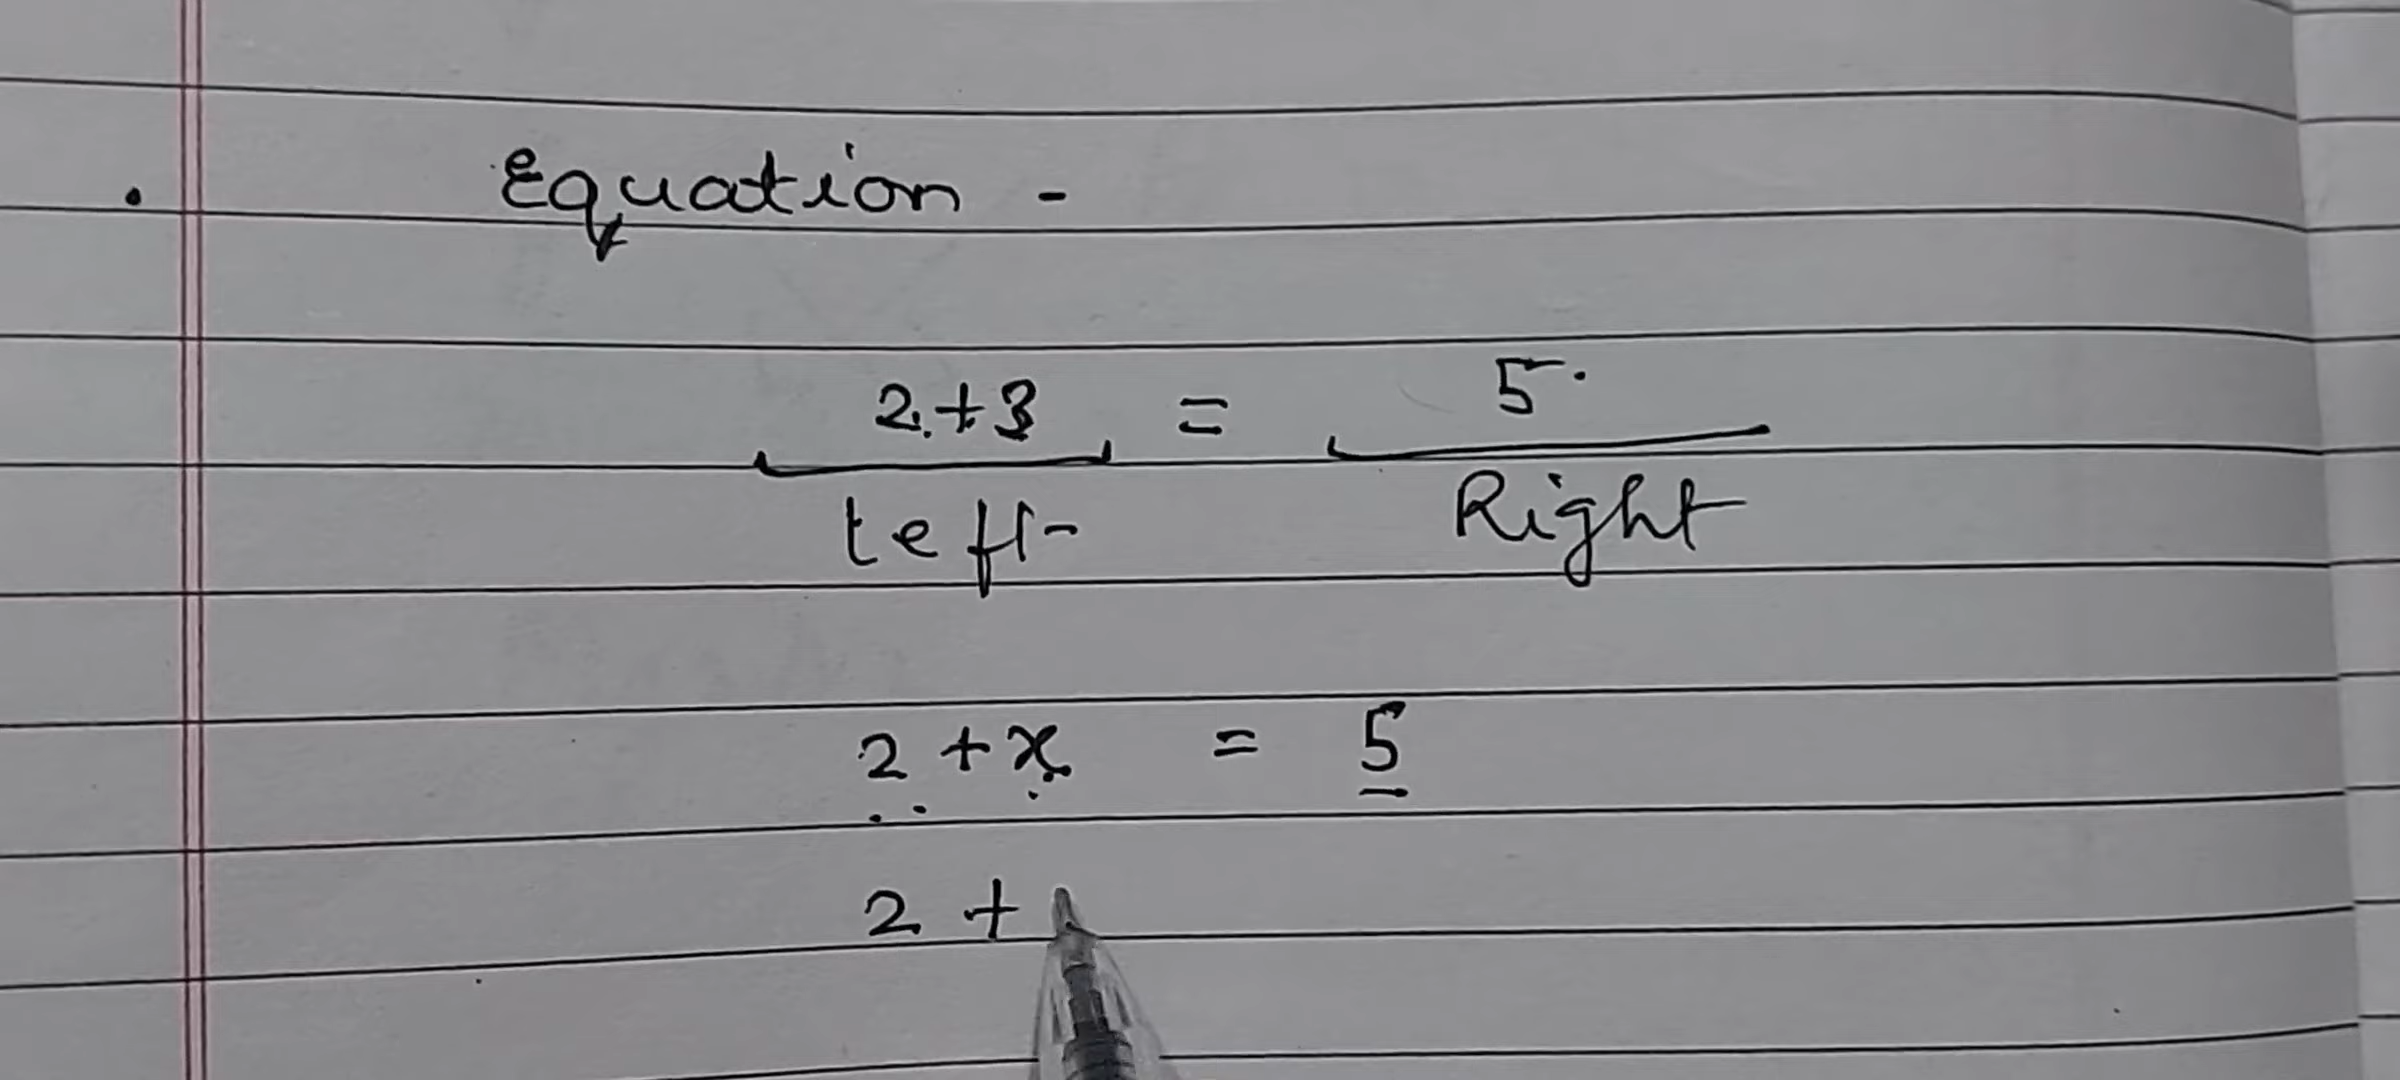 Equation -
2+3 = 5
Left Right
2 + x = 5
2 +